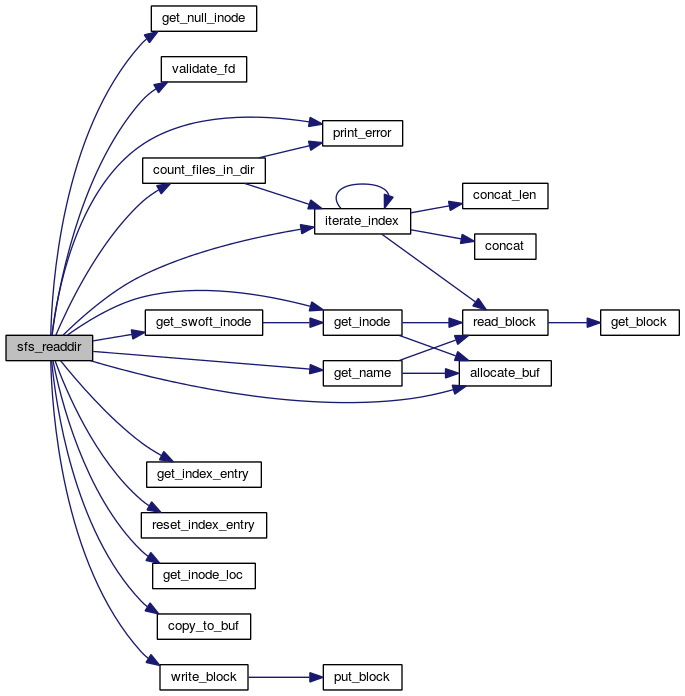 get_null_inode
validate_fd
print_error
count_files_in_dir
concat_len
iterate_index
concat
get_swoft_inode
get_inode
read_block
get_block
sfs_readdir
get_name
allocate_buf
get_index_entry
reset_index_entry
get_inode_loc
copy_to_buf
write_block
put_block